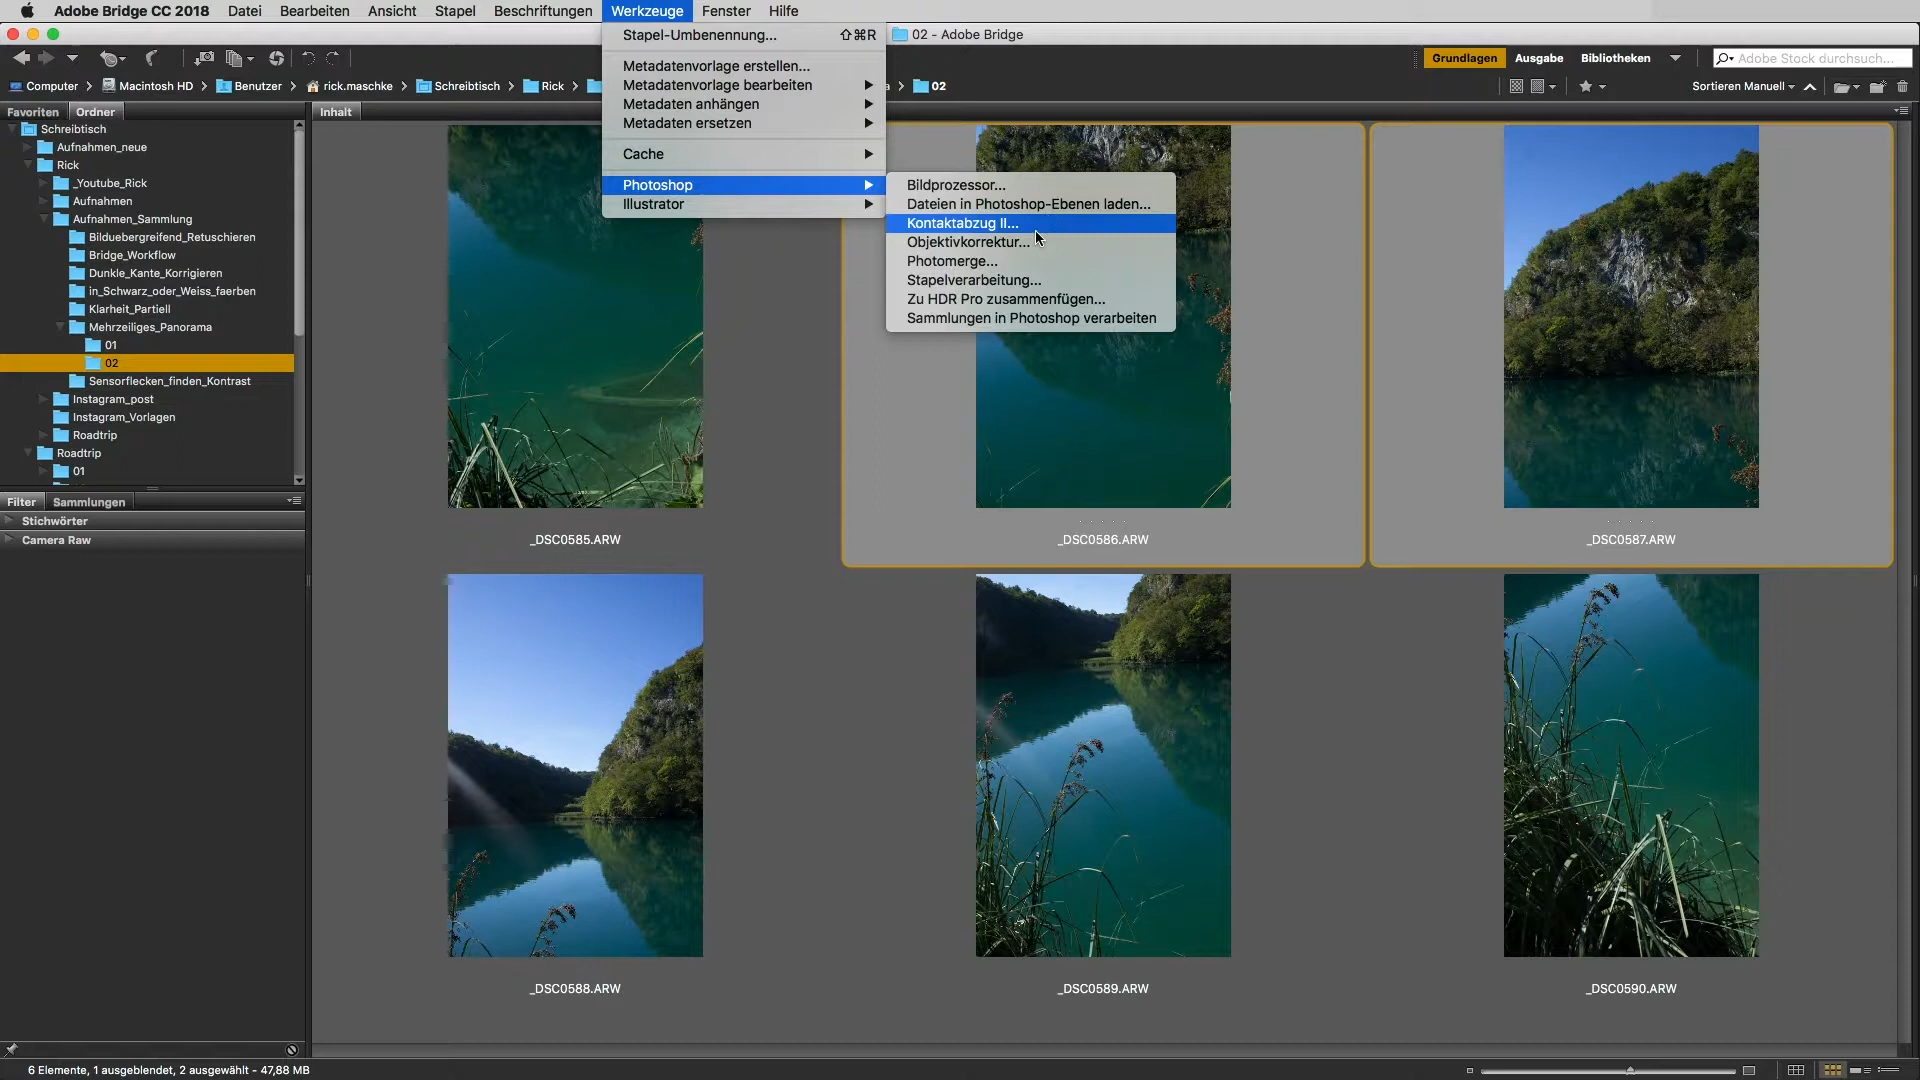 Adobe Bridge CC 2018 Datei Bearbeiten Ansicht Stapel Beschriftungen Werkzeuge Fenster Hilfe
Stapel-Umbenennung... ⇧⌘R
02 - Adobe Bridge
Grundlagen Ausgabe Bibliotheken Adobe Stock durchsuch...
Metadatenvorlage erstellen...
Metadatenvorlage bearbeiten
Metadaten anhängen
Metadaten ersetzen
Cache
Photoshop
Illustrator
Bildprozessor...
Dateien in Photoshop-Ebenen laden...
Kontaktabzug II...
Objektivkorrektur...
Photomerge...
Stapelverarbeitung...
Zu HDR Pro zusammenfügen...
Sammlungen in Photoshop verarbeiten
Computer Macintosh HD Benutzer rick.maschke Schreibtisch Rick a 02 Sortieren Manuell
Favoriten Ordner
Inhalt
Schreibtisch
Aufnahmen_neue
Rick
_Youtube_Rick
Aufnahmen
Aufnahmen_Sammlung
Bilduebergreifend_Retuschieren
Bridge_Workflow
Dunkle_Kante_Korrigieren
in_Schwarz_oder_Weiss_faerben
Klarheit_Partiell
Mehrzeiliges_Panorama
01
02
Sensorflecken_finden_Kontrast
Instagram_post
Instagram_Vorlagen
Roadtrip
Roadtrip
01
Filter Sammlungen
Stichwörter
Camera Raw
_DSC0585.ARW
_DSC0586.ARW
_DSC0587.ARW
_DSC0588.ARW
_DSC0589.ARW
_DSC0590.ARW
6 Elemente, 1 ausgeblendet, 2 ausgewählt - 47,88 MB